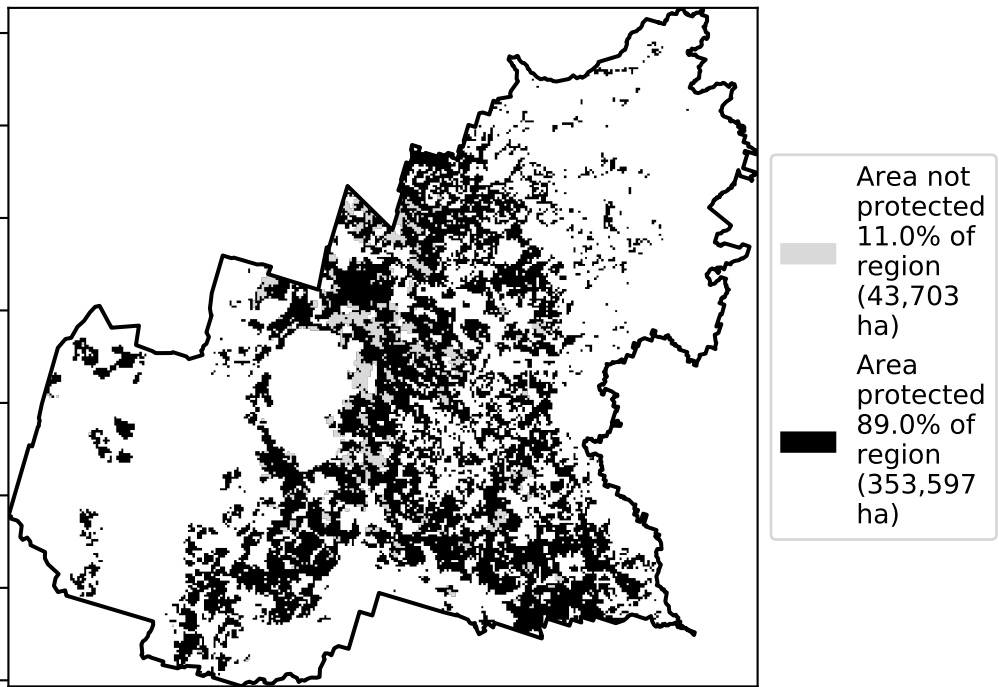 Area not
protected
11.0% of
region
(43,703
ha)
Area
protected
89.0% of
region
(353,597
ha)